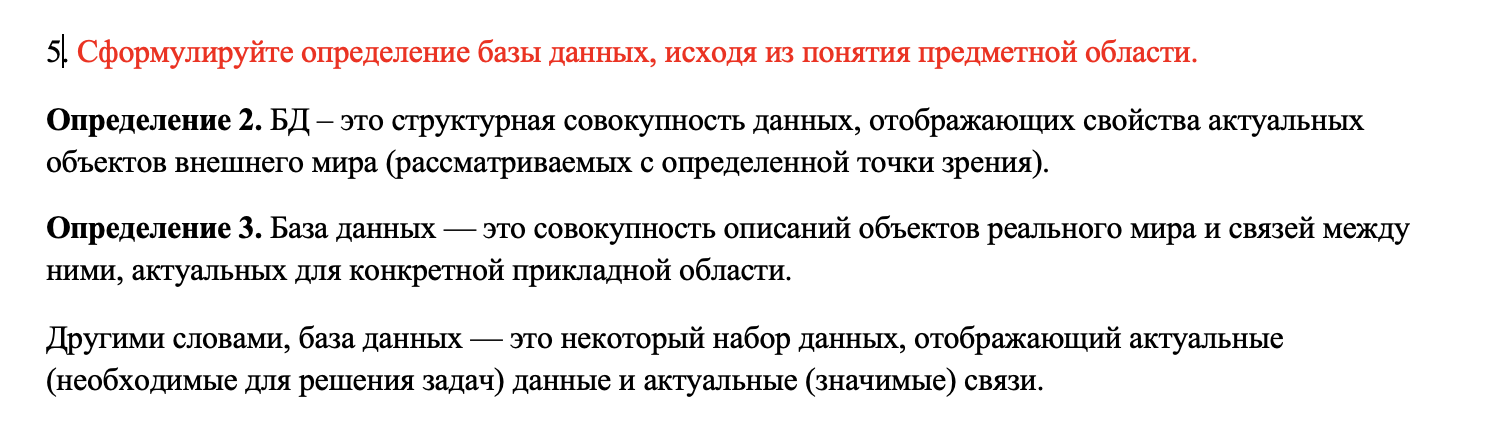 5. Сформулируйте определение базы данных, исходя из понятия предметной области.
Определение 2. БД – это структурная совокупность данных, отображающих свойства актуальных
объектов внешнего мира (рассматриваемых с определенной точки зрения).
Определение 3. База данных — это совокупность описаний объектов реального мира и связей между
ними, актуальных для конкретной прикладной области.
Другими словами, база данных — это некоторый набор данных, отображающий актуальные
(необходимые для решения задач) данные и актуальные (значимые) связи.